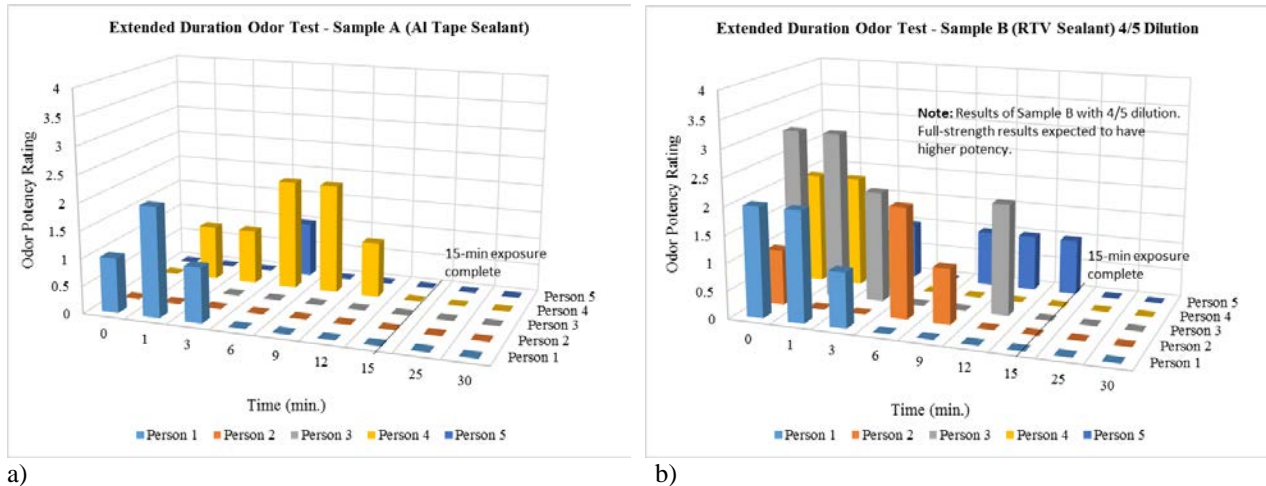 Extended Duration Odor Test - Sample A (Al Tape Sealant)
Odor Potency Rating
4
3.5
3
2.5
2
1.5
1
0.5
0
0
1
3
6
9
12
15
25
30
Time (min.)
15-min exposure
complete
Person 5
Person 4
Person 3
Person 2
Person 1
Person 1 Person 2 Person 3 Person 4 Person 5
a)
Extended Duration Odor Test - Sample B (RTV Sealant) 4/5 Dilution
Note: Results of Sample B with 4/5 dilution.
Full-strength results expected to have
higher potency.
Odor Potency Rating
4
3.5
3
2.5
2
1.5
1
0.5
0
0
1
3
6
9
12
15
25
30
Time (min.)
15-min exposure
complete
Person 5
Person 4
Person 3
Person 2
Person 1
Person 1 Person 2 Person 3 Person 4 Person 5
b)